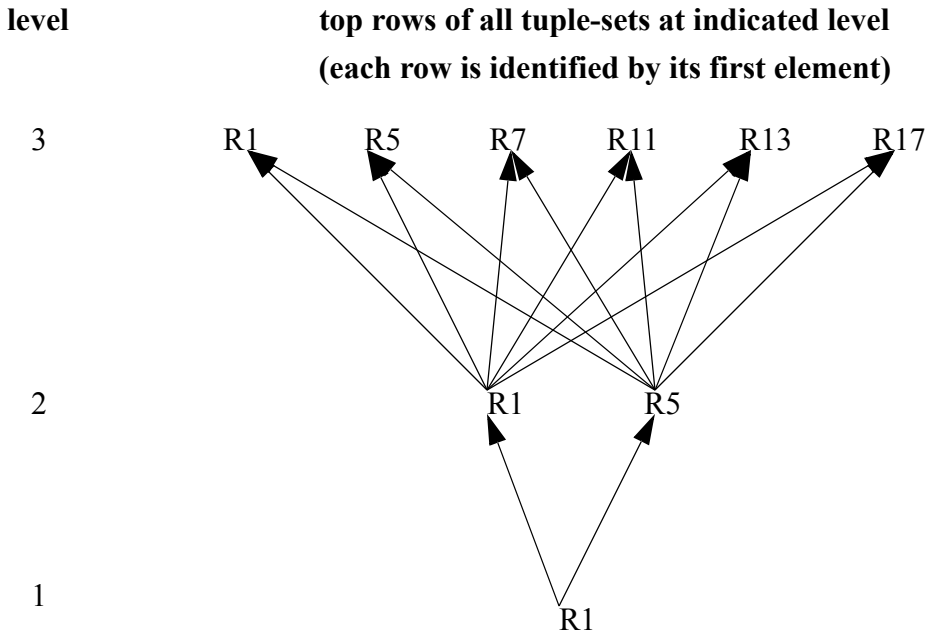 level top rows of all tuple-sets at indicated level
(each row is identified by its first element)
3 R1 R5 R7 R11 R13 R17
2 R1 R5
1 R1